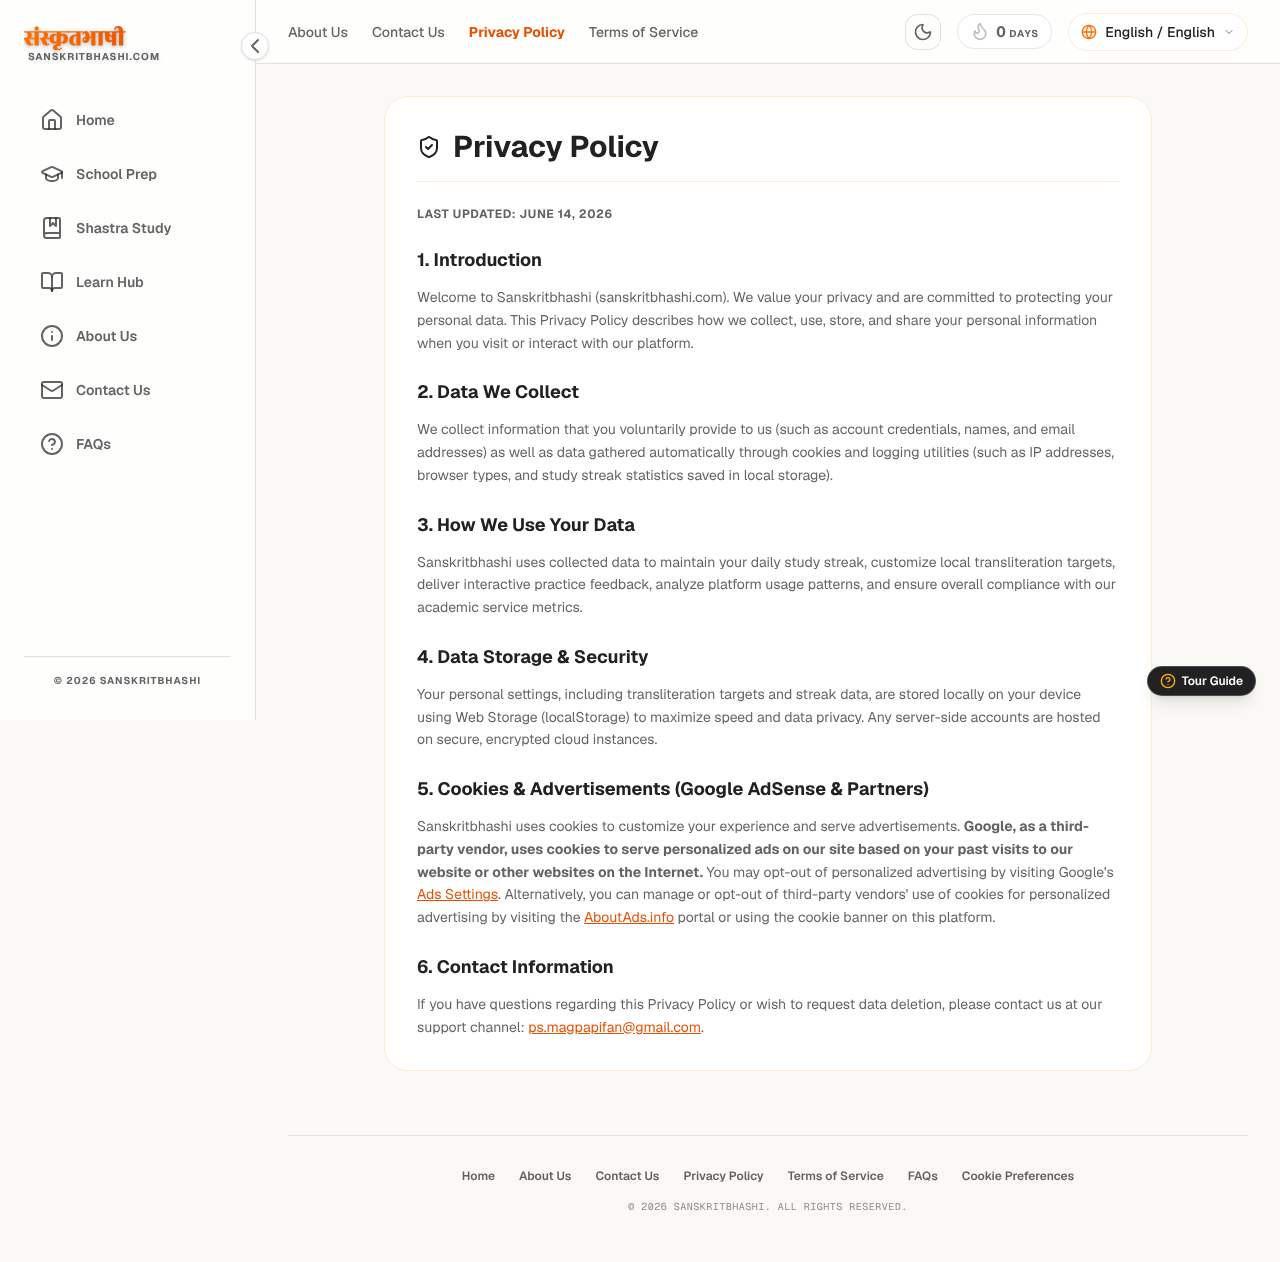 संस्कृतभाषी
SANSKRITBHASHI.COM
Home
School Prep
Shastra Study
Learn Hub
About Us
Contact Us
FAQs
© 2026 SANSKRITBHASHI
About Us
Contact Us
Privacy Policy
Terms of Service
0 DAYS
English / English
Privacy Policy
LAST UPDATED: JUNE 14, 2026
1. Introduction
Welcome to Sanskritbhashi (sanskritbhashi.com). We value your privacy and are committed to protecting your
personal data. This Privacy Policy describes how we collect, use, store, and share your personal information
when you visit or interact with our platform.
2. Data We Collect
We collect information that you voluntarily provide to us (such as account credentials, names, and email
addresses) as well as data gathered automatically through cookies and logging utilities (such as IP addresses,
browser types, and study streak statistics saved in local storage).
3. How We Use Your Data
Sanskritbhashi uses collected data to maintain your daily study streak, customize local transliteration targets,
deliver interactive practice feedback, analyze platform usage patterns, and ensure overall compliance with our
academic service metrics.
4. Data Storage & Security
Your personal settings, including transliteration targets and streak data, are stored locally on your device
using Web Storage (localStorage) to maximize speed and data privacy. Any server-side accounts are hosted
on secure, encrypted cloud instances.
5. Cookies & Advertisements (Google AdSense & Partners)
Sanskritbhashi uses cookies to customize your experience and serve advertisements. Google, as a third-
party vendor, uses cookies to serve personalized ads on our site based on your past visits to our
website or other websites on the Internet. You may opt-out of personalized advertising by visiting Google's
Ads Settings. Alternatively, you can manage or opt-out of third-party vendors' use of cookies for personalized
advertising by visiting the AboutAds.info portal or using the cookie banner on this platform.
6. Contact Information
If you have questions regarding this Privacy Policy or wish to request data deletion, please contact us at our
support channel: ps.magpapifan@gmail.com.
Tour Guide
Home
About Us
Contact Us
Privacy Policy
Terms of Service
FAQs
Cookie Preferences
© 2026 SANSKRITBHASHI. ALL RIGHTS RESERVED.